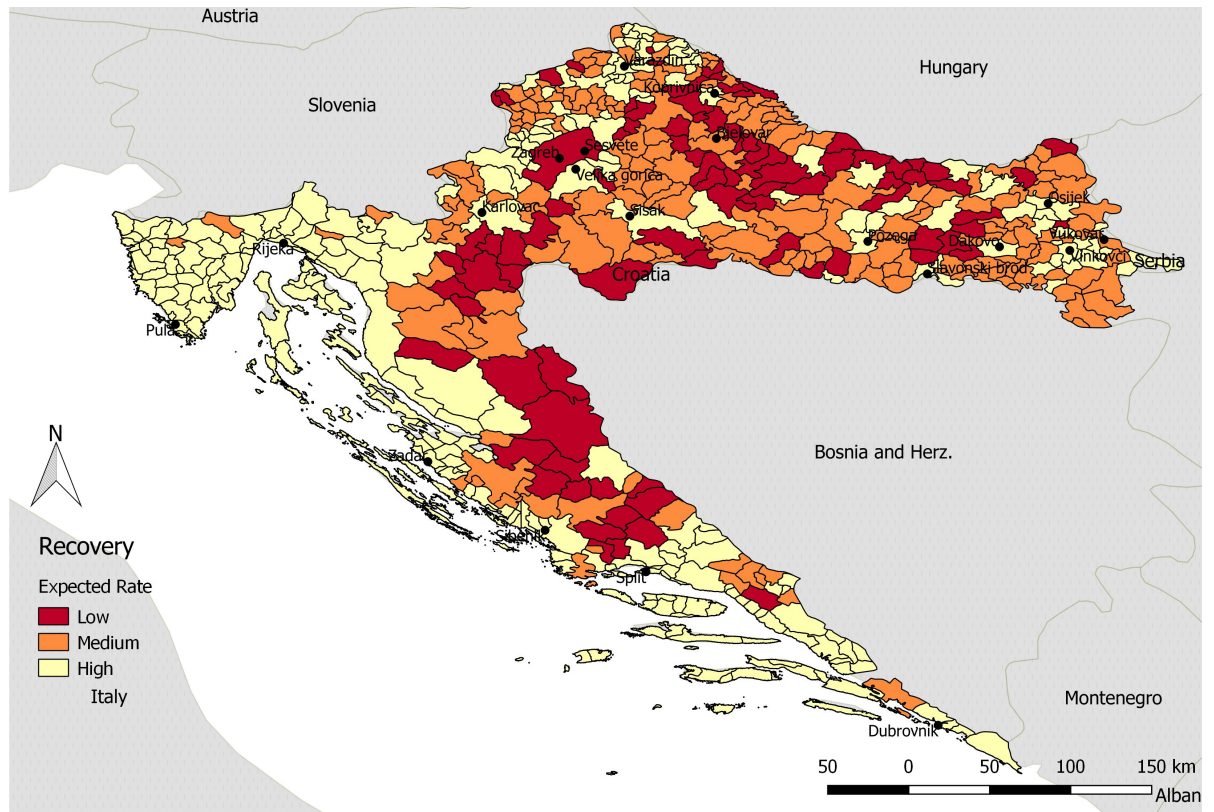 Austria
Hungary
Slovenia
Varaždin
Koprivnica
Bjelovar
Sesvete
Zagreb
Velika gorica
Karlovac
Sisak
Osijek
Rijeka
Požega
Đakovo
Vukovar
Vinkovci
Serbia
Slavonski brod
Croatia
Pula
N
Zadar
Bosnia and Herz.
Šibenik
Split
Recovery
Expected Rate
Low
Medium
High
Italy
Montenegro
Dubrovnik
50 0 50 100 150 km
Alban